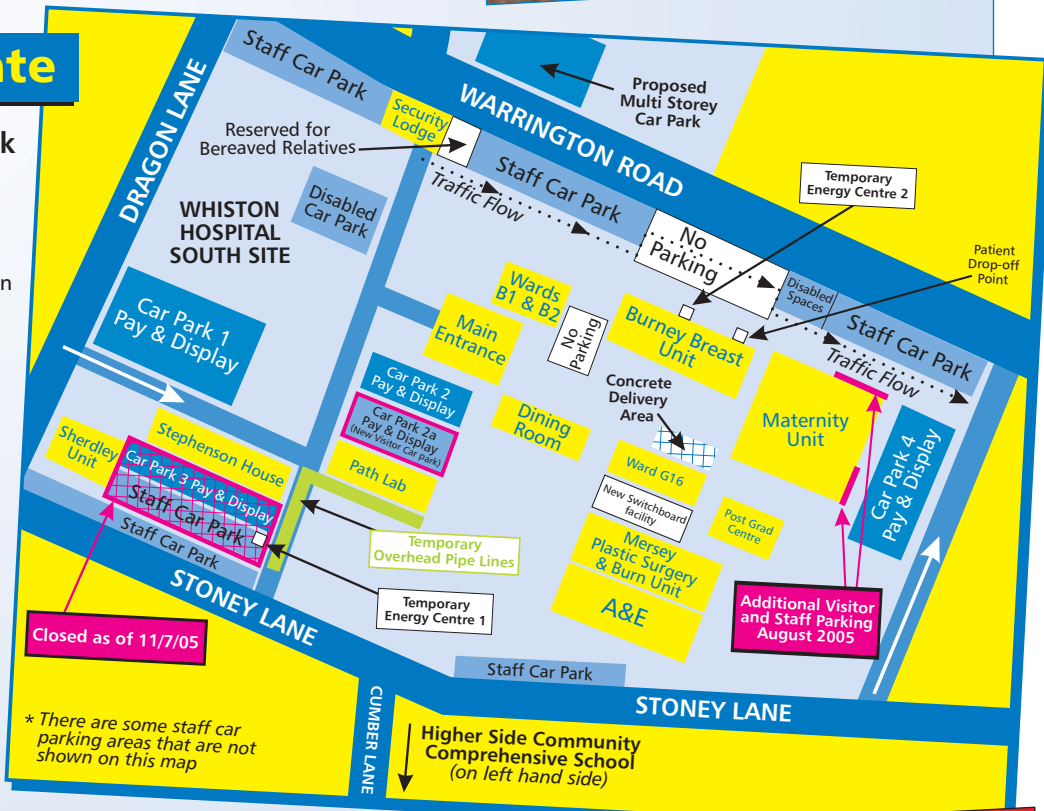 te
k
n
DRAGON LANE
Staff Car Park
Security
Lodge
Reserved for
Bereaved Relatives
Traffic Flow
WARRINGTON ROAD
Proposed
Multi Storey
Car Park
Staff Car Park
No
Parking
Temporary
Energy Centre 2
Patient
Drop-off
Point
Disabled
Spaces
Staff Car Park
Traffic Flow
Disabled
Car Park
WHISTON
HOSPITAL
SOUTH SITE
Car Park 1
Pay & Display
Wards
B1 & B2
Main
Entrance
No
Parking
Burney Breast
Unit
Concrete
Delivery
Area
Maternity
Unit
Car Park 4
Pay & Display
Car Park 2
Pay & Display
Car Park 2a
Pay & Display
(New Visitor Car Park)
Path Lab
Dining
Room
Ward G16
New Switchboard
facility
Post Grad
Centre
Mersey
Plastic Surgery
& Burn Unit
A&E
Sherdley
Unit
Stephenson House
Car Park 3 Pay & Display
Staff Car Park
Staff Car Park
Temporary
Overhead Pipe Lines
Temporary
Energy Centre 1
Additional Visitor
and Staff Parking
August 2005
Closed as of 11/7/05
STONEY LANE
Staff Car Park
STONEY LANE
CUMBER LANE
Higher Side Community
Comprehensive School
(on left hand side)
* There are some staff car
parking areas that are not
shown on this map